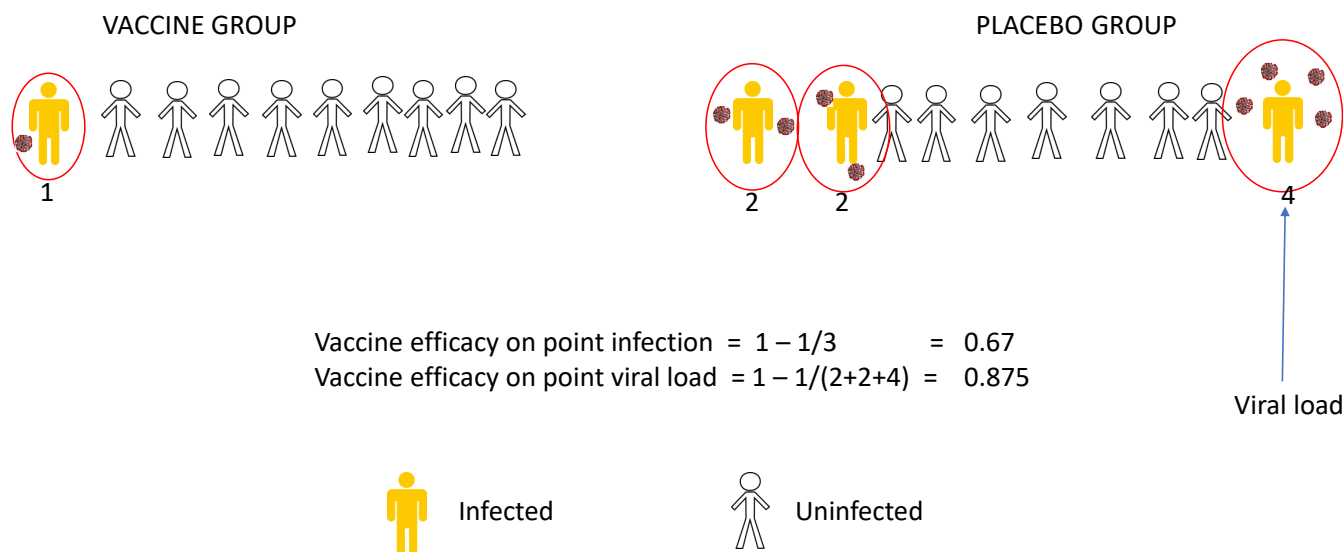 VACCINE GROUP
PLACEBO GROUP
1
2
2
4
Vaccine efficacy on point infection = 1 – 1/3 = 0.67
Vaccine efficacy on point viral load = 1 – 1/(2+2+4) = 0.875
Viral load
Infected
Uninfected